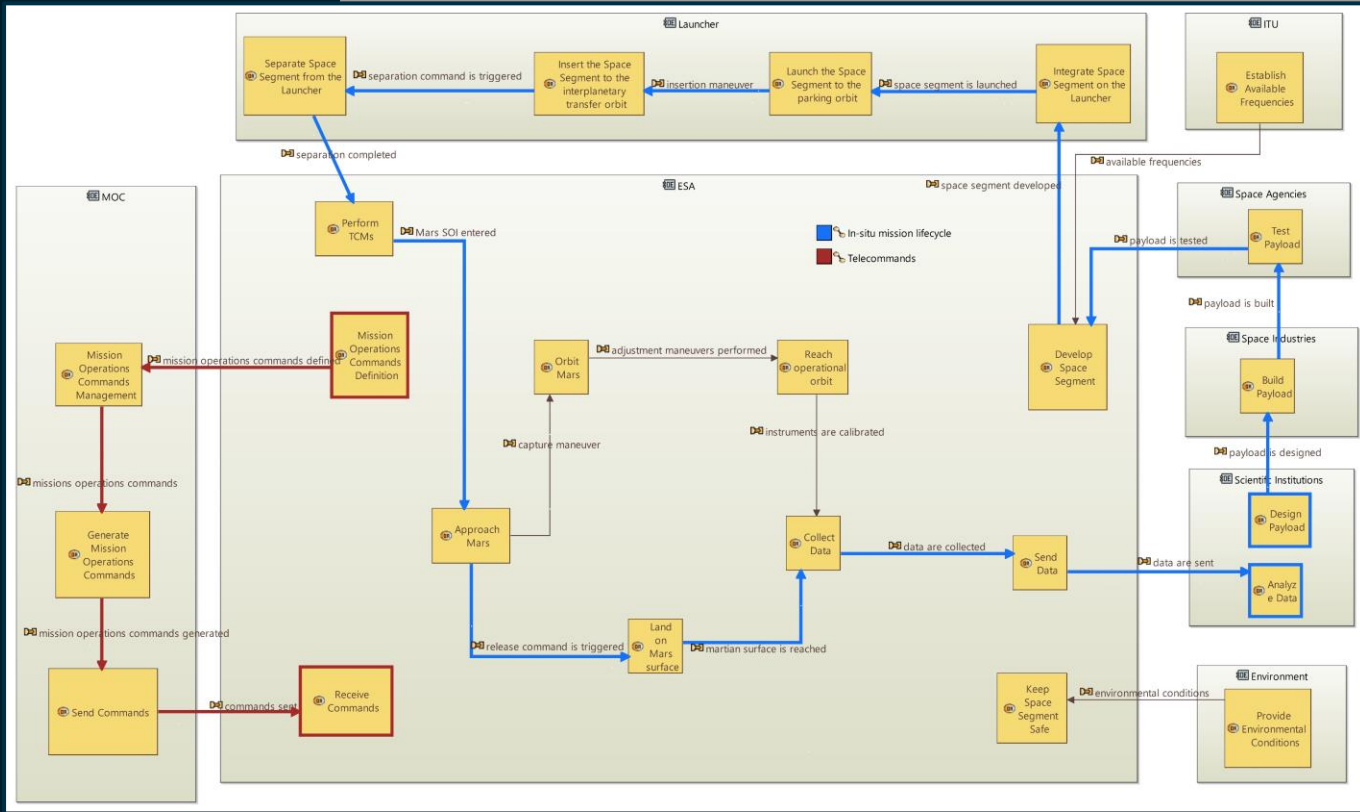 Launcher
Separate Space
Segment from the
Launcher
separation command is triggered
Insert the Space
Segment to the
interplanetary
transfer orbit
insertion maneuver
Launch the Space
Segment to the
parking orbit
space segment is launched
Integrate Space
Segment on the
Launcher
ITU
Establish
Available
Frequencies
separation completed
available frequencies
MOC
ESA
space segment developed
Space Agencies
Perform
TCMs
Mars SOI entered
In-situ mission lifecycle
Telecommands
payload is tested
Test
Payload
payload is built
Mission
Operations
Commands
Management
mission operations commands defined
Mission
Operations
Commands
Definition
Orbit
Mars
adjustment maneuvers performed
Reach
operational
orbit
Develop
Space
Segment
Space Industries
Build
Payload
capture maneuver
instruments are calibrated
payload is designed
missions operations commands
Scientific Institutions
Generate
Mission
Operations
Commands
Approach
Mars
Collect
Data
data are collected
Send
Data
data are sent
Design
Payload
Analyz
e Data
mission operations commands generated
release command is triggered
Land
on
Mars
surface
martian surface is reached
Environment
Send Commands
commands sent
Receive
Commands
Keep
Space
Segment
Safe
environmental conditions
Provide
Environmental
Conditions